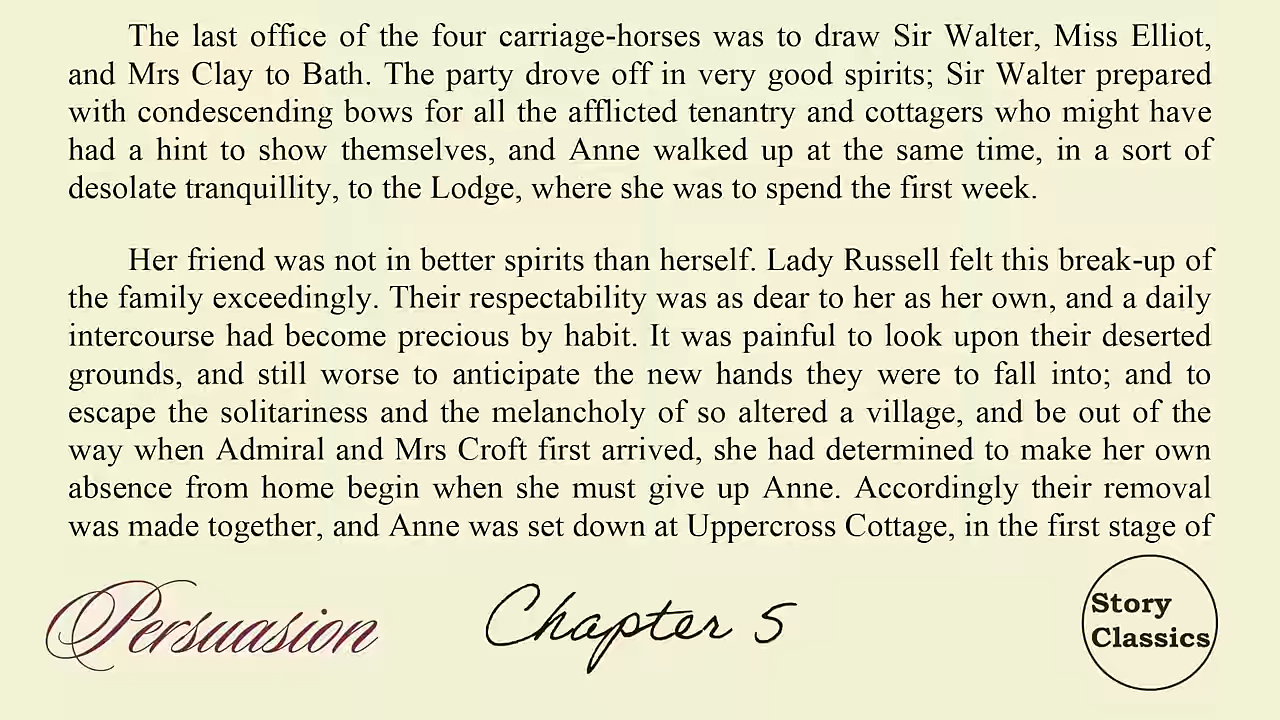 The last office of the four carriage-horses was to draw Sir Walter, Miss Elliot,
and Mrs Clay to Bath. The party drove off in very good spirits; Sir Walter prepared
with condescending bows for all the afflicted tenantry and cottagers who might have
had a hint to show themselves, and Anne walked up at the same time, in a sort of
desolate tranquillity, to the Lodge, where she was to spend the first week.
Her friend was not in better spirits than herself. Lady Russell felt this break-up of
the family exceedingly. Their respectability was as dear to her as her own, and a daily
intercourse had become precious by habit. It was painful to look upon their deserted
grounds, and still worse to anticipate the new hands they were to fall into; and to
escape the solitariness and the melancholy of so altered a village, and be out of the
way when Admiral and Mrs Croft first arrived, she had determined to make her own
absence from home begin when she must give up Anne. Accordingly their removal
was made together, and Anne was set down at Uppercross Cottage, in the first stage of
Persuasion
Chapter 5
Story
Classics